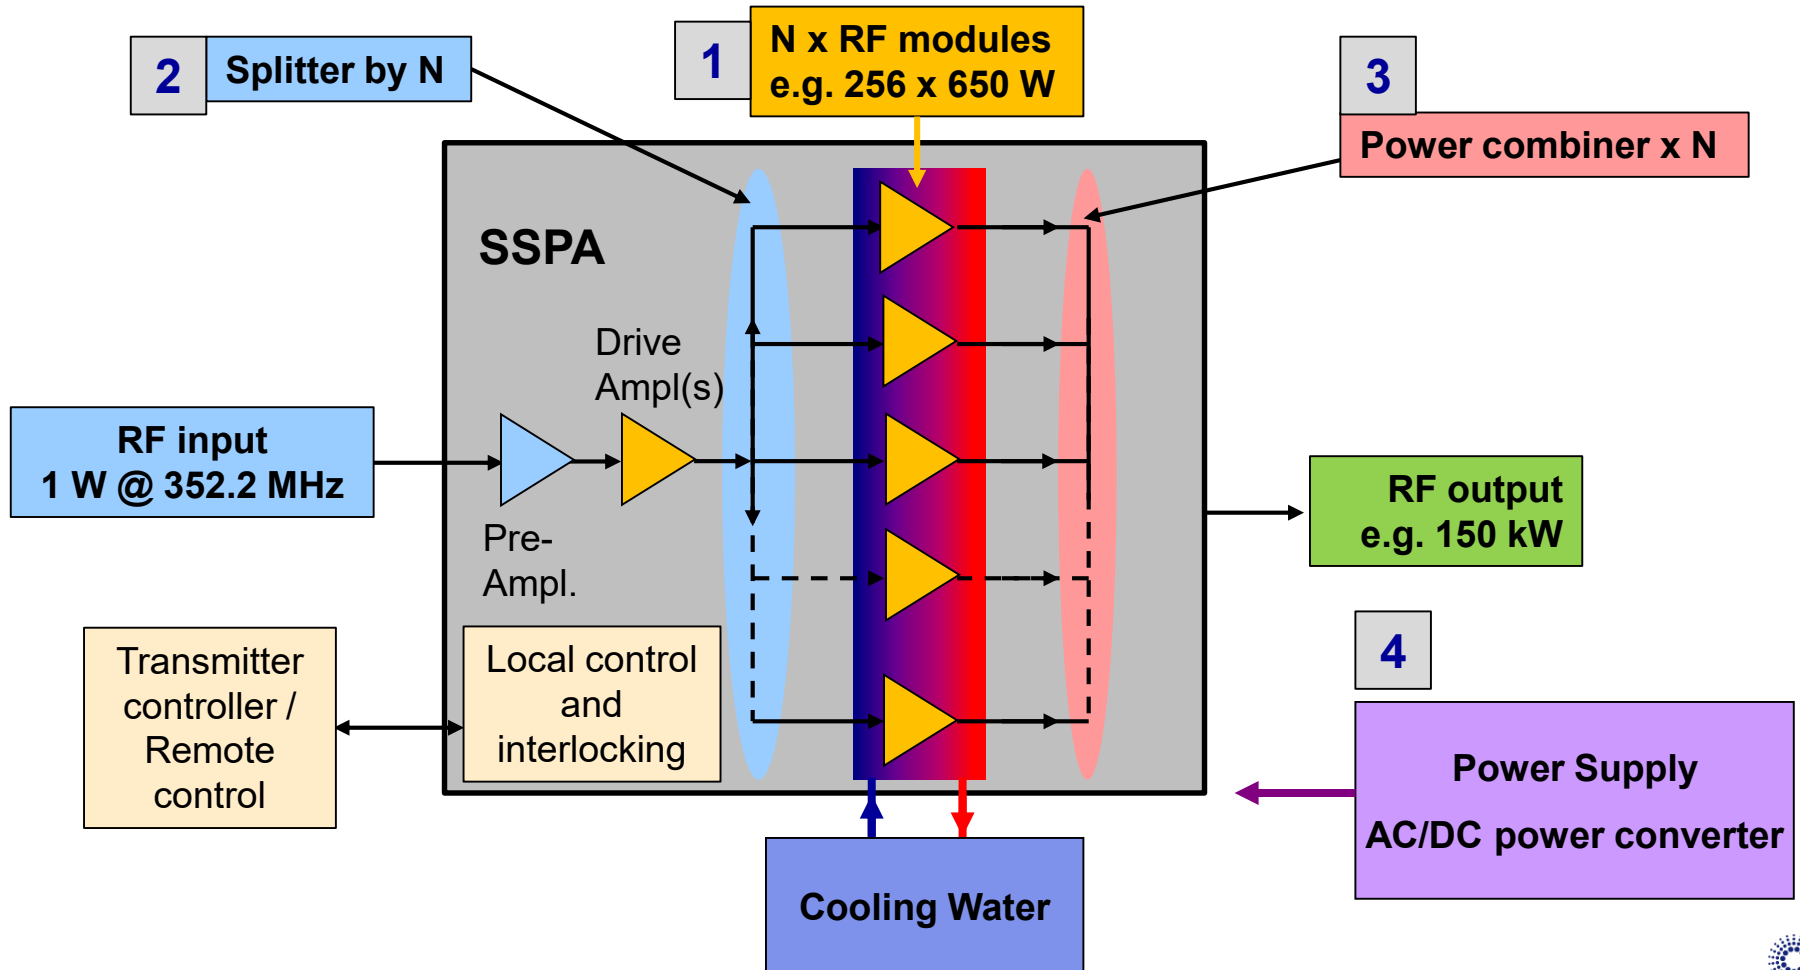 2
Splitter by N
1
N x RF modules
e.g. 256 x 650 W
3
Power combiner x N
SSPA
Drive
Ampl(s)
RF input
1 W @ 352.2 MHz
Pre-
Ampl.
RF output
e.g. 150 kW
Transmitter
controller /
Remote
control
Local control
and
interlocking
4
Power Supply
AC/DC power converter
Cooling Water